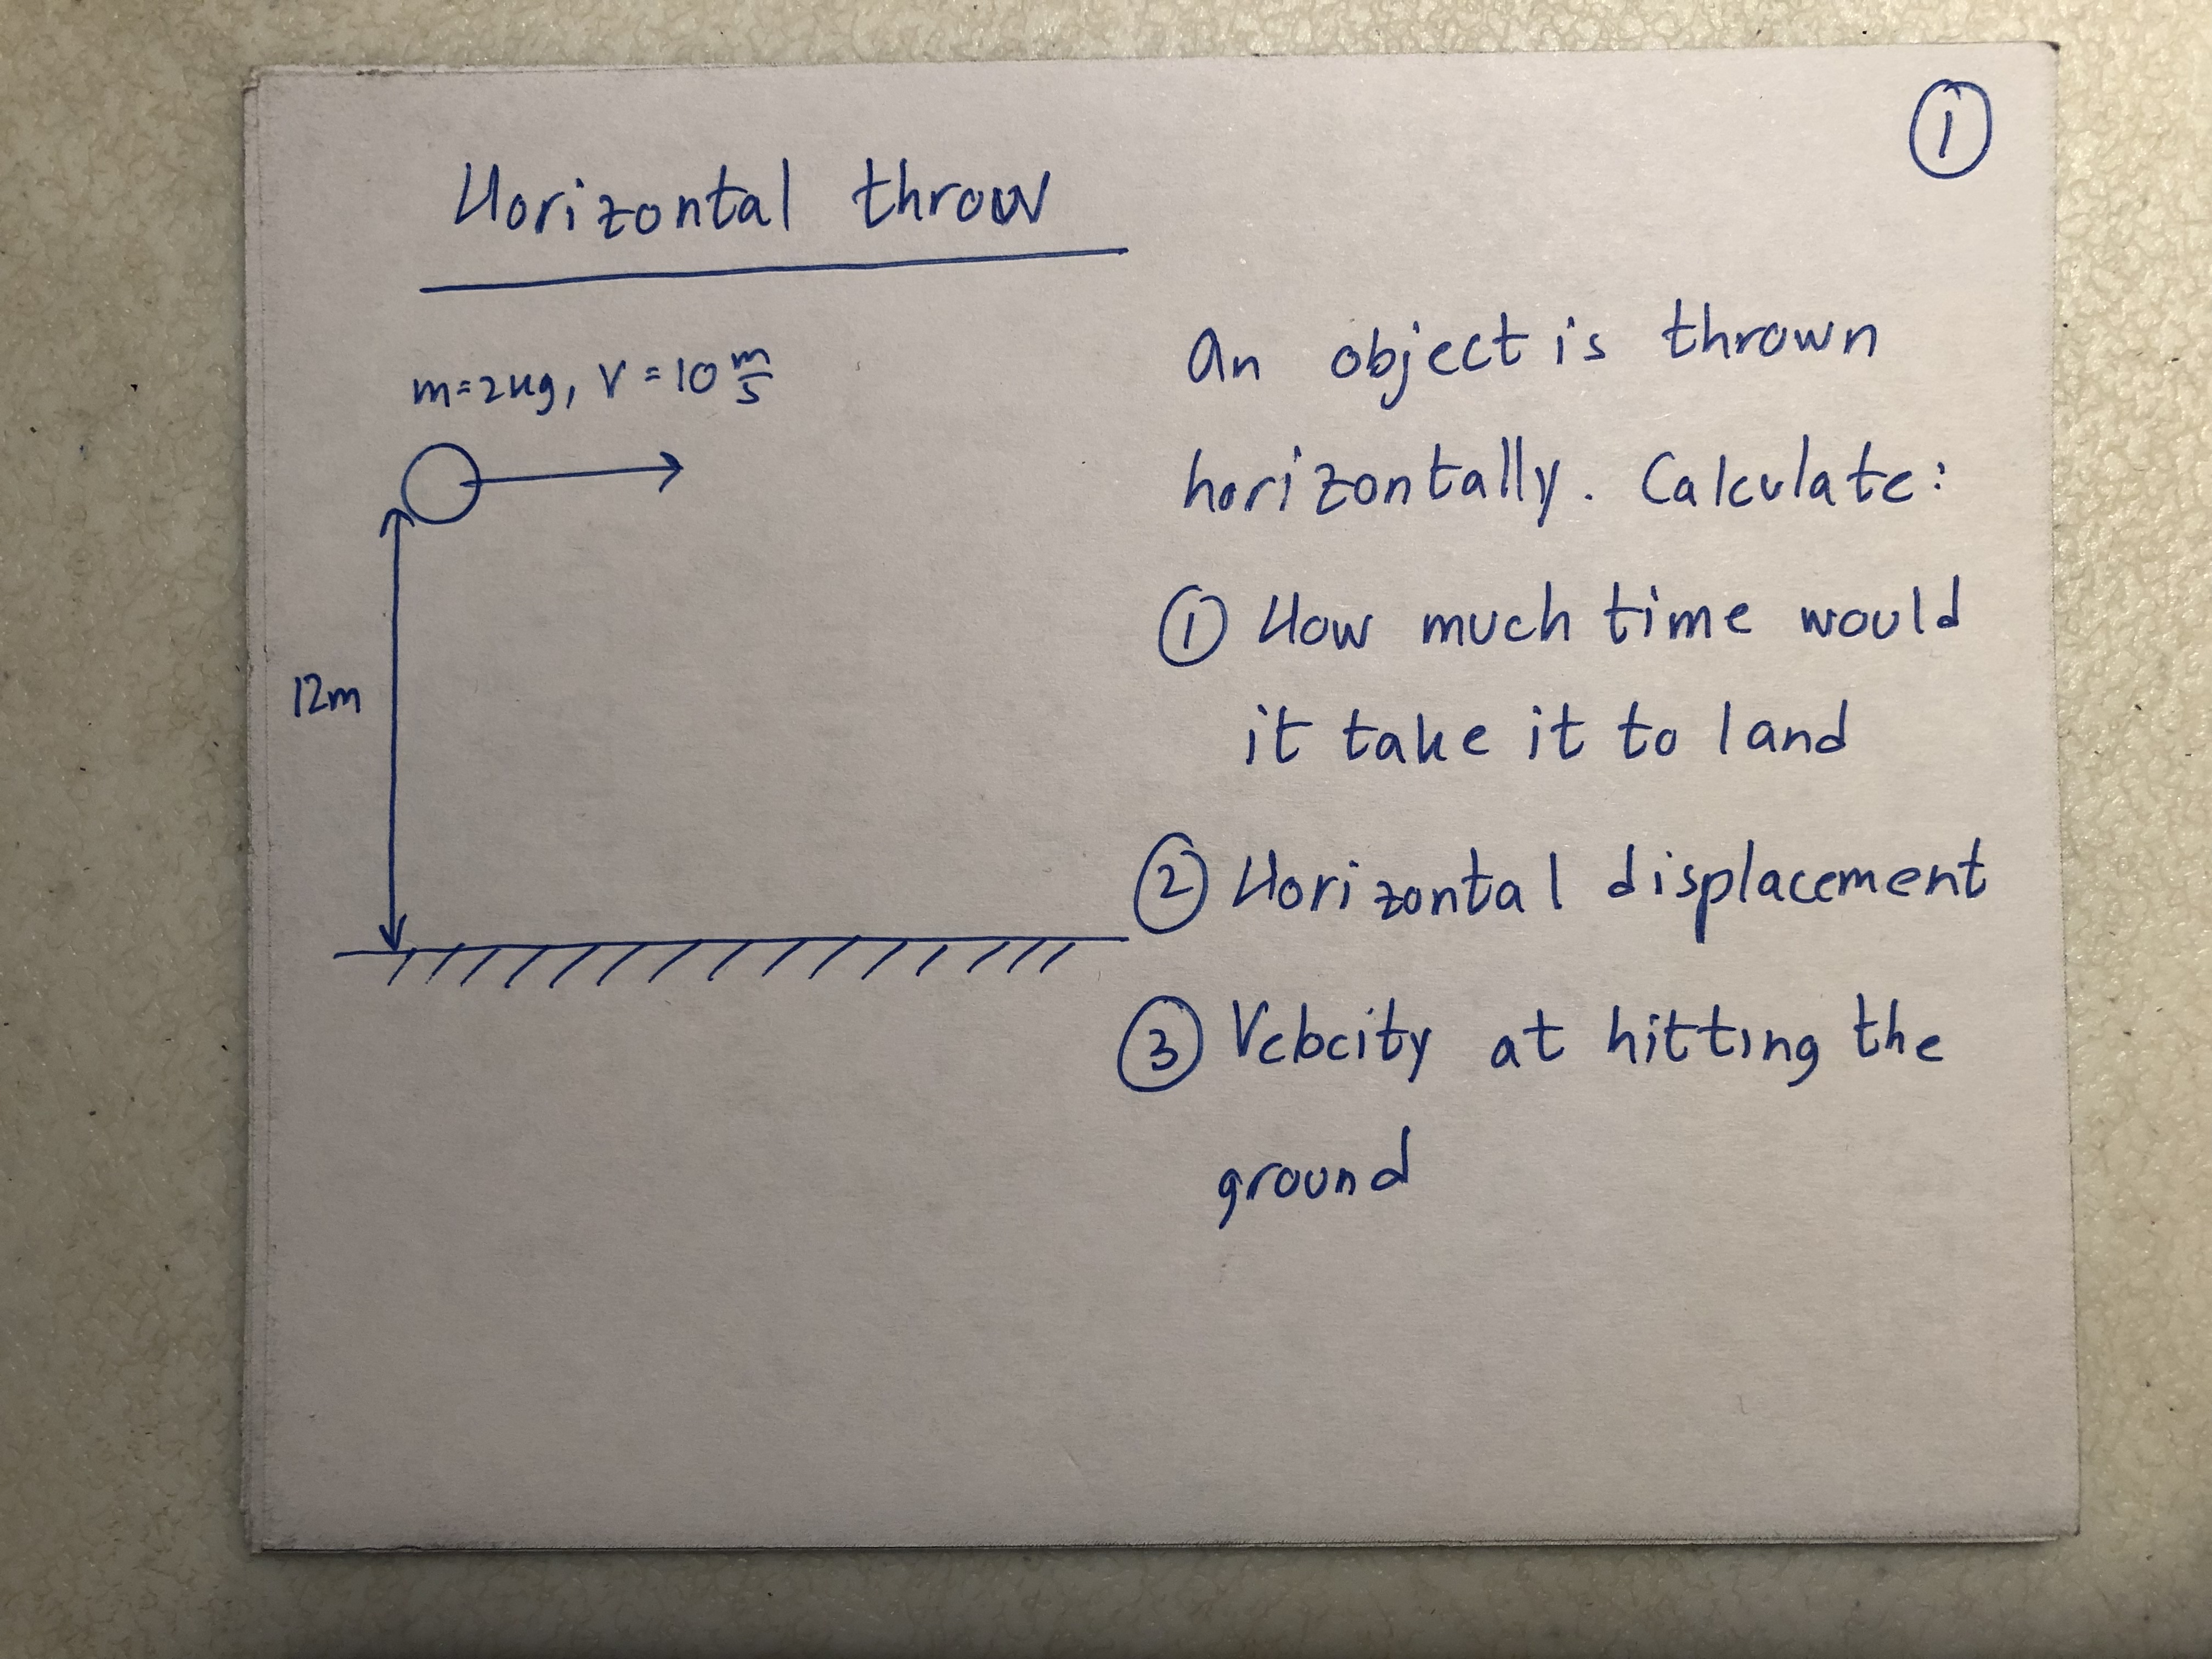 ①
Horizontal throw
m=2kg, V=10 m/s
12m
An object is thrown
horizontally. Calculate:
① How much time would
it take it to land
② Horizontal displacement
③ Velocity at hitting the
ground